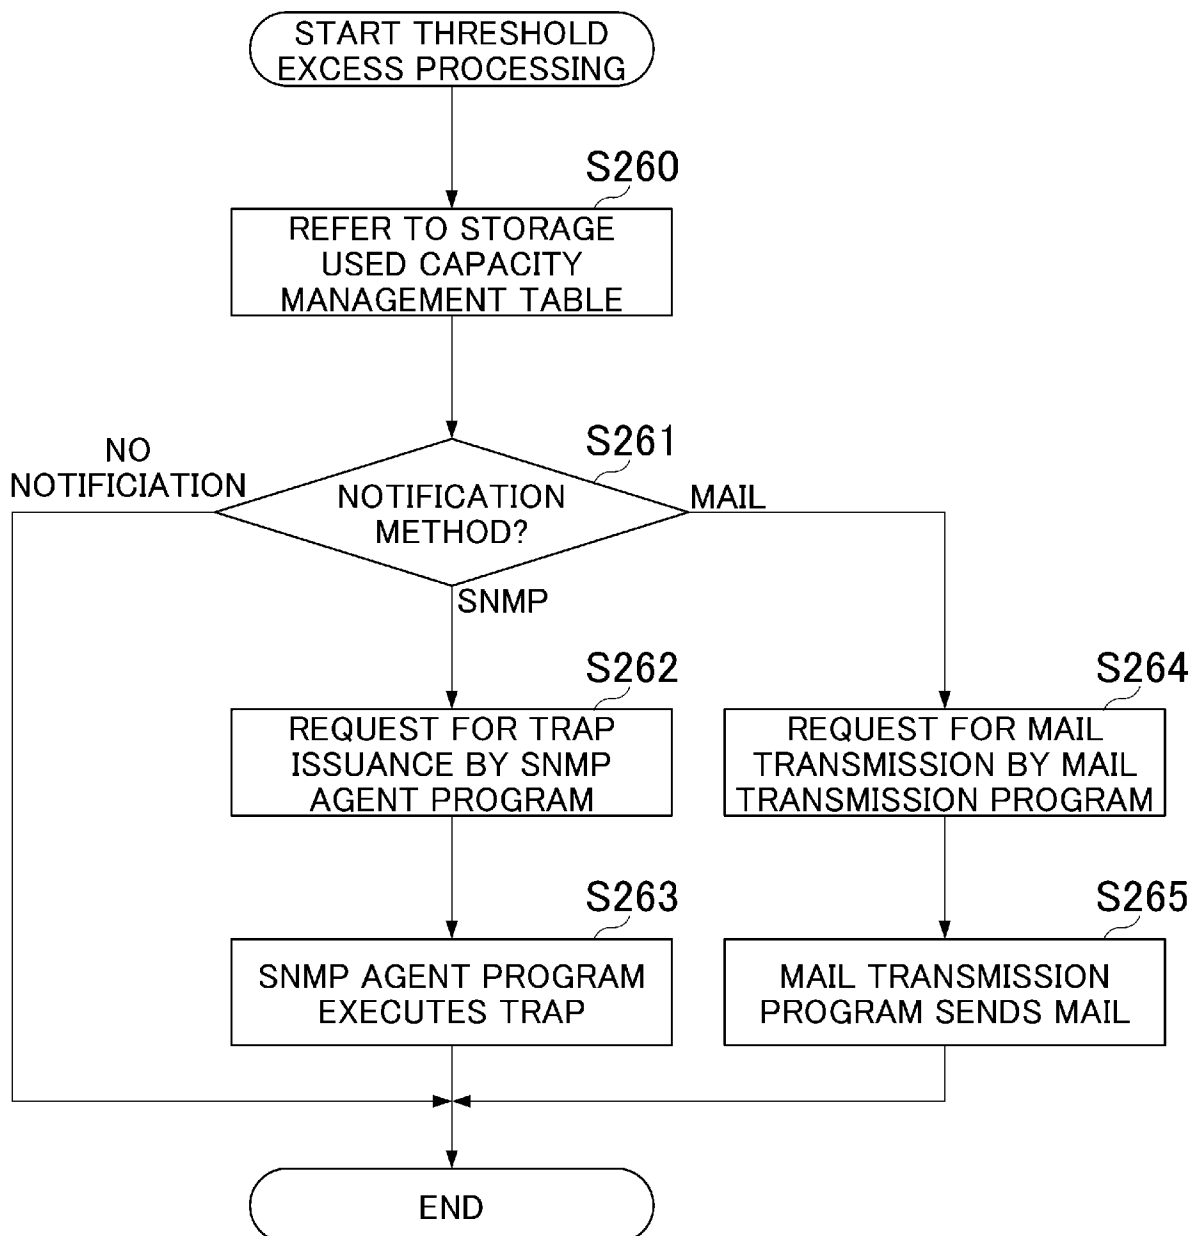 START THRESHOLD
EXCESS PROCESSING
S260
REFER TO STORAGE
USED CAPACITY
MANAGEMENT TABLE
S261
NO
NOTIFICIATION
NOTIFICATION
METHOD?
MAIL
SNMP
S262
REQUEST FOR TRAP
ISSUANCE BY SNMP
AGENT PROGRAM
S264
REQUEST FOR MAIL
TRANSMISSION BY MAIL
TRANSMISSION PROGRAM
S263
SNMP AGENT PROGRAM
EXECUTES TRAP
S265
MAIL TRANSMISSION
PROGRAM SENDS MAIL
END